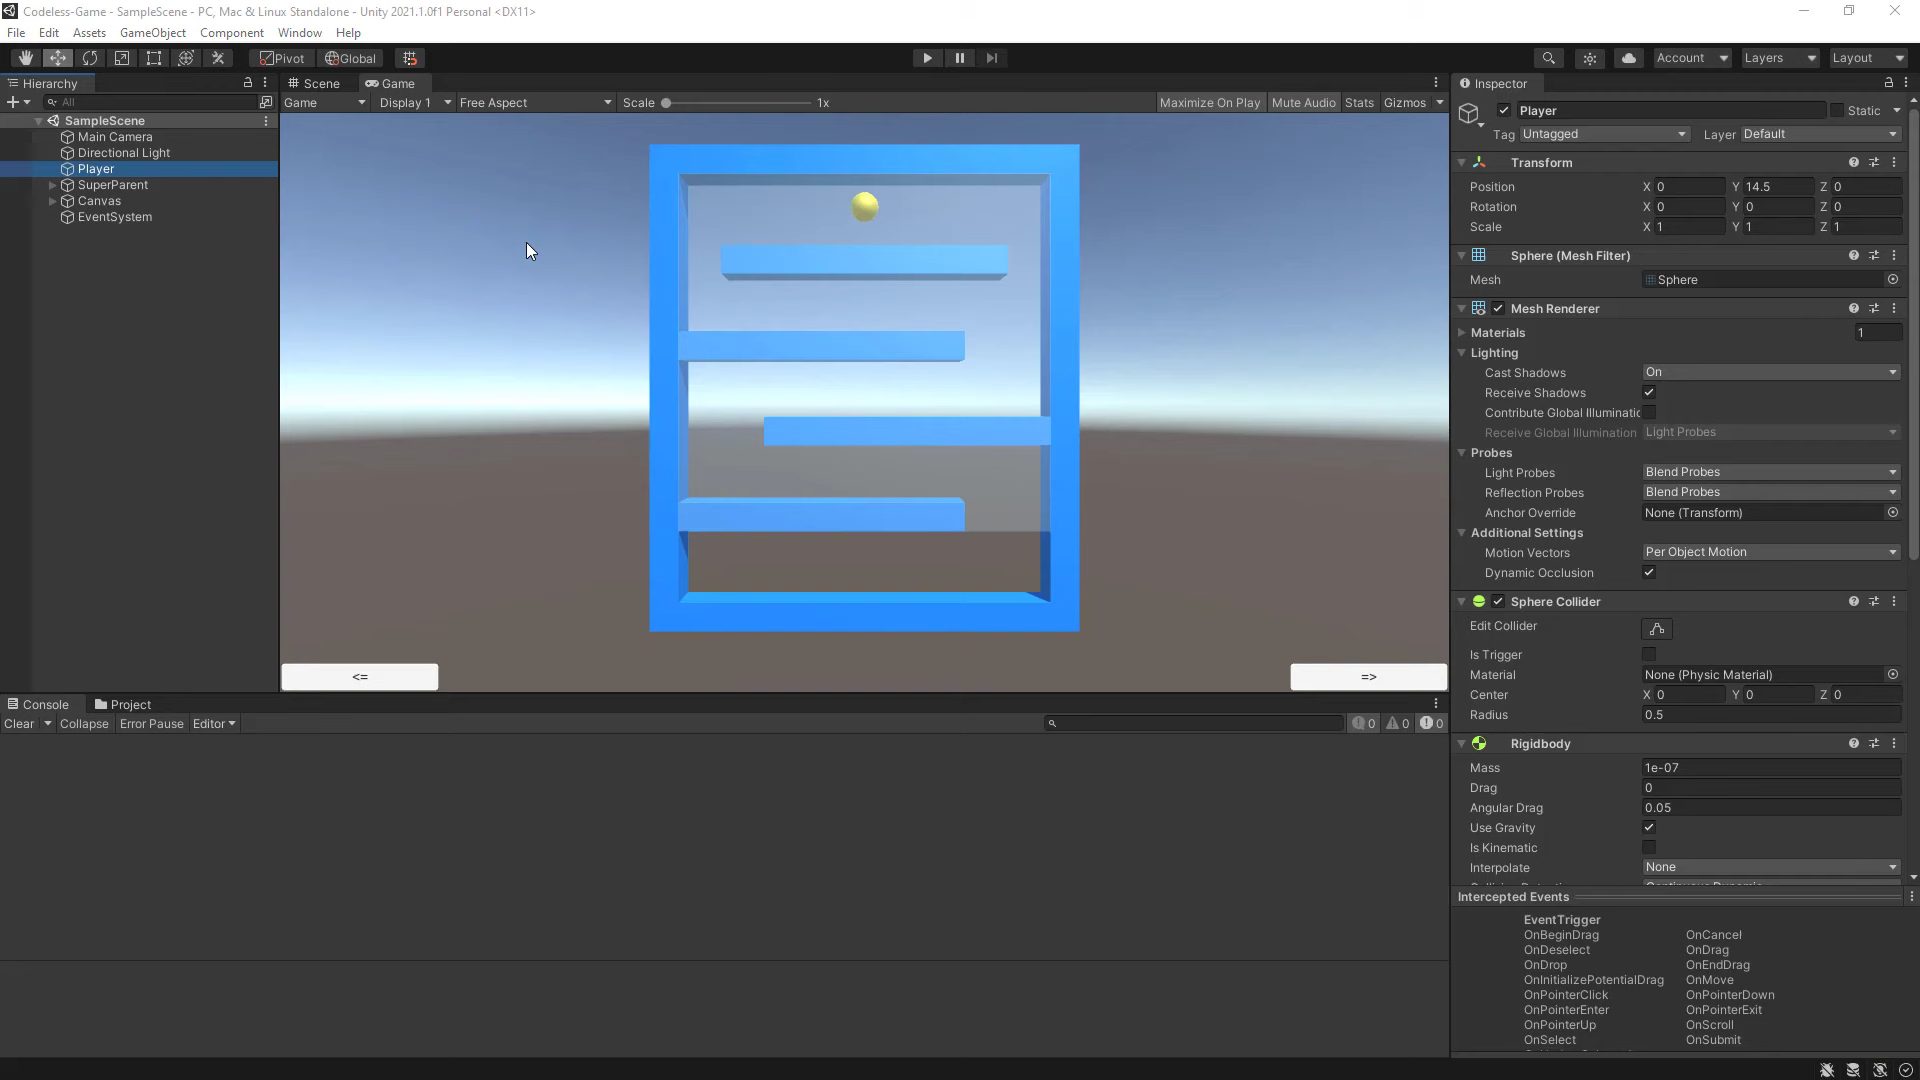 Codeless-Game - SampleScene - PC, Mac & Linux Standalone - Unity 2021.1.0f1 Personal <DX11>
File Edit Assets GameObject Component Window Help
Pivot Global Account Layers Layout
Hierarchy
All
SampleScene
Main Camera
Directional Light
Player
SuperParent
Canvas
EventSystem
Scene Game
Game Display 1 Free Aspect Scale 1x Maximize On Play Mute Audio Stats Gizmos
<=
=>
Console Project
Clear Collapse Error Pause Editor 0 0 0
Inspector
Player Static
Tag Untagged Layer Default
Transform
Position X 0 Y 14.5 Z 0
Rotation X 0 Y 0 Z 0
Scale X 1 Y 1 Z 1
Sphere (Mesh Filter)
Mesh Sphere
Mesh Renderer
Materials 1
Lighting
Cast Shadows On
Receive Shadows
Contribute Global Illuminatic
Receive Global Illumination Light Probes
Probes
Light Probes Blend Probes
Reflection Probes Blend Probes
Anchor Override None (Transform)
Additional Settings
Motion Vectors Per Object Motion
Dynamic Occlusion
Sphere Collider
Edit Collider
Is Trigger
Material None (Physic Material)
Center X 0 Y 0 Z 0
Radius 0.5
Rigidbody
Mass 1e-07
Drag 0
Angular Drag 0.05
Use Gravity
Is Kinematic
Interpolate None
Intercepted Events
EventTrigger
OnBeginDrag OnCancel
OnDeselect OnDrag
OnDrop OnEndDrag
OnInitializePotentialDrag OnMove
OnPointerClick OnPointerDown
OnPointerEnter OnPointerExit
OnPointerUp OnScroll
OnSelect OnSubmit